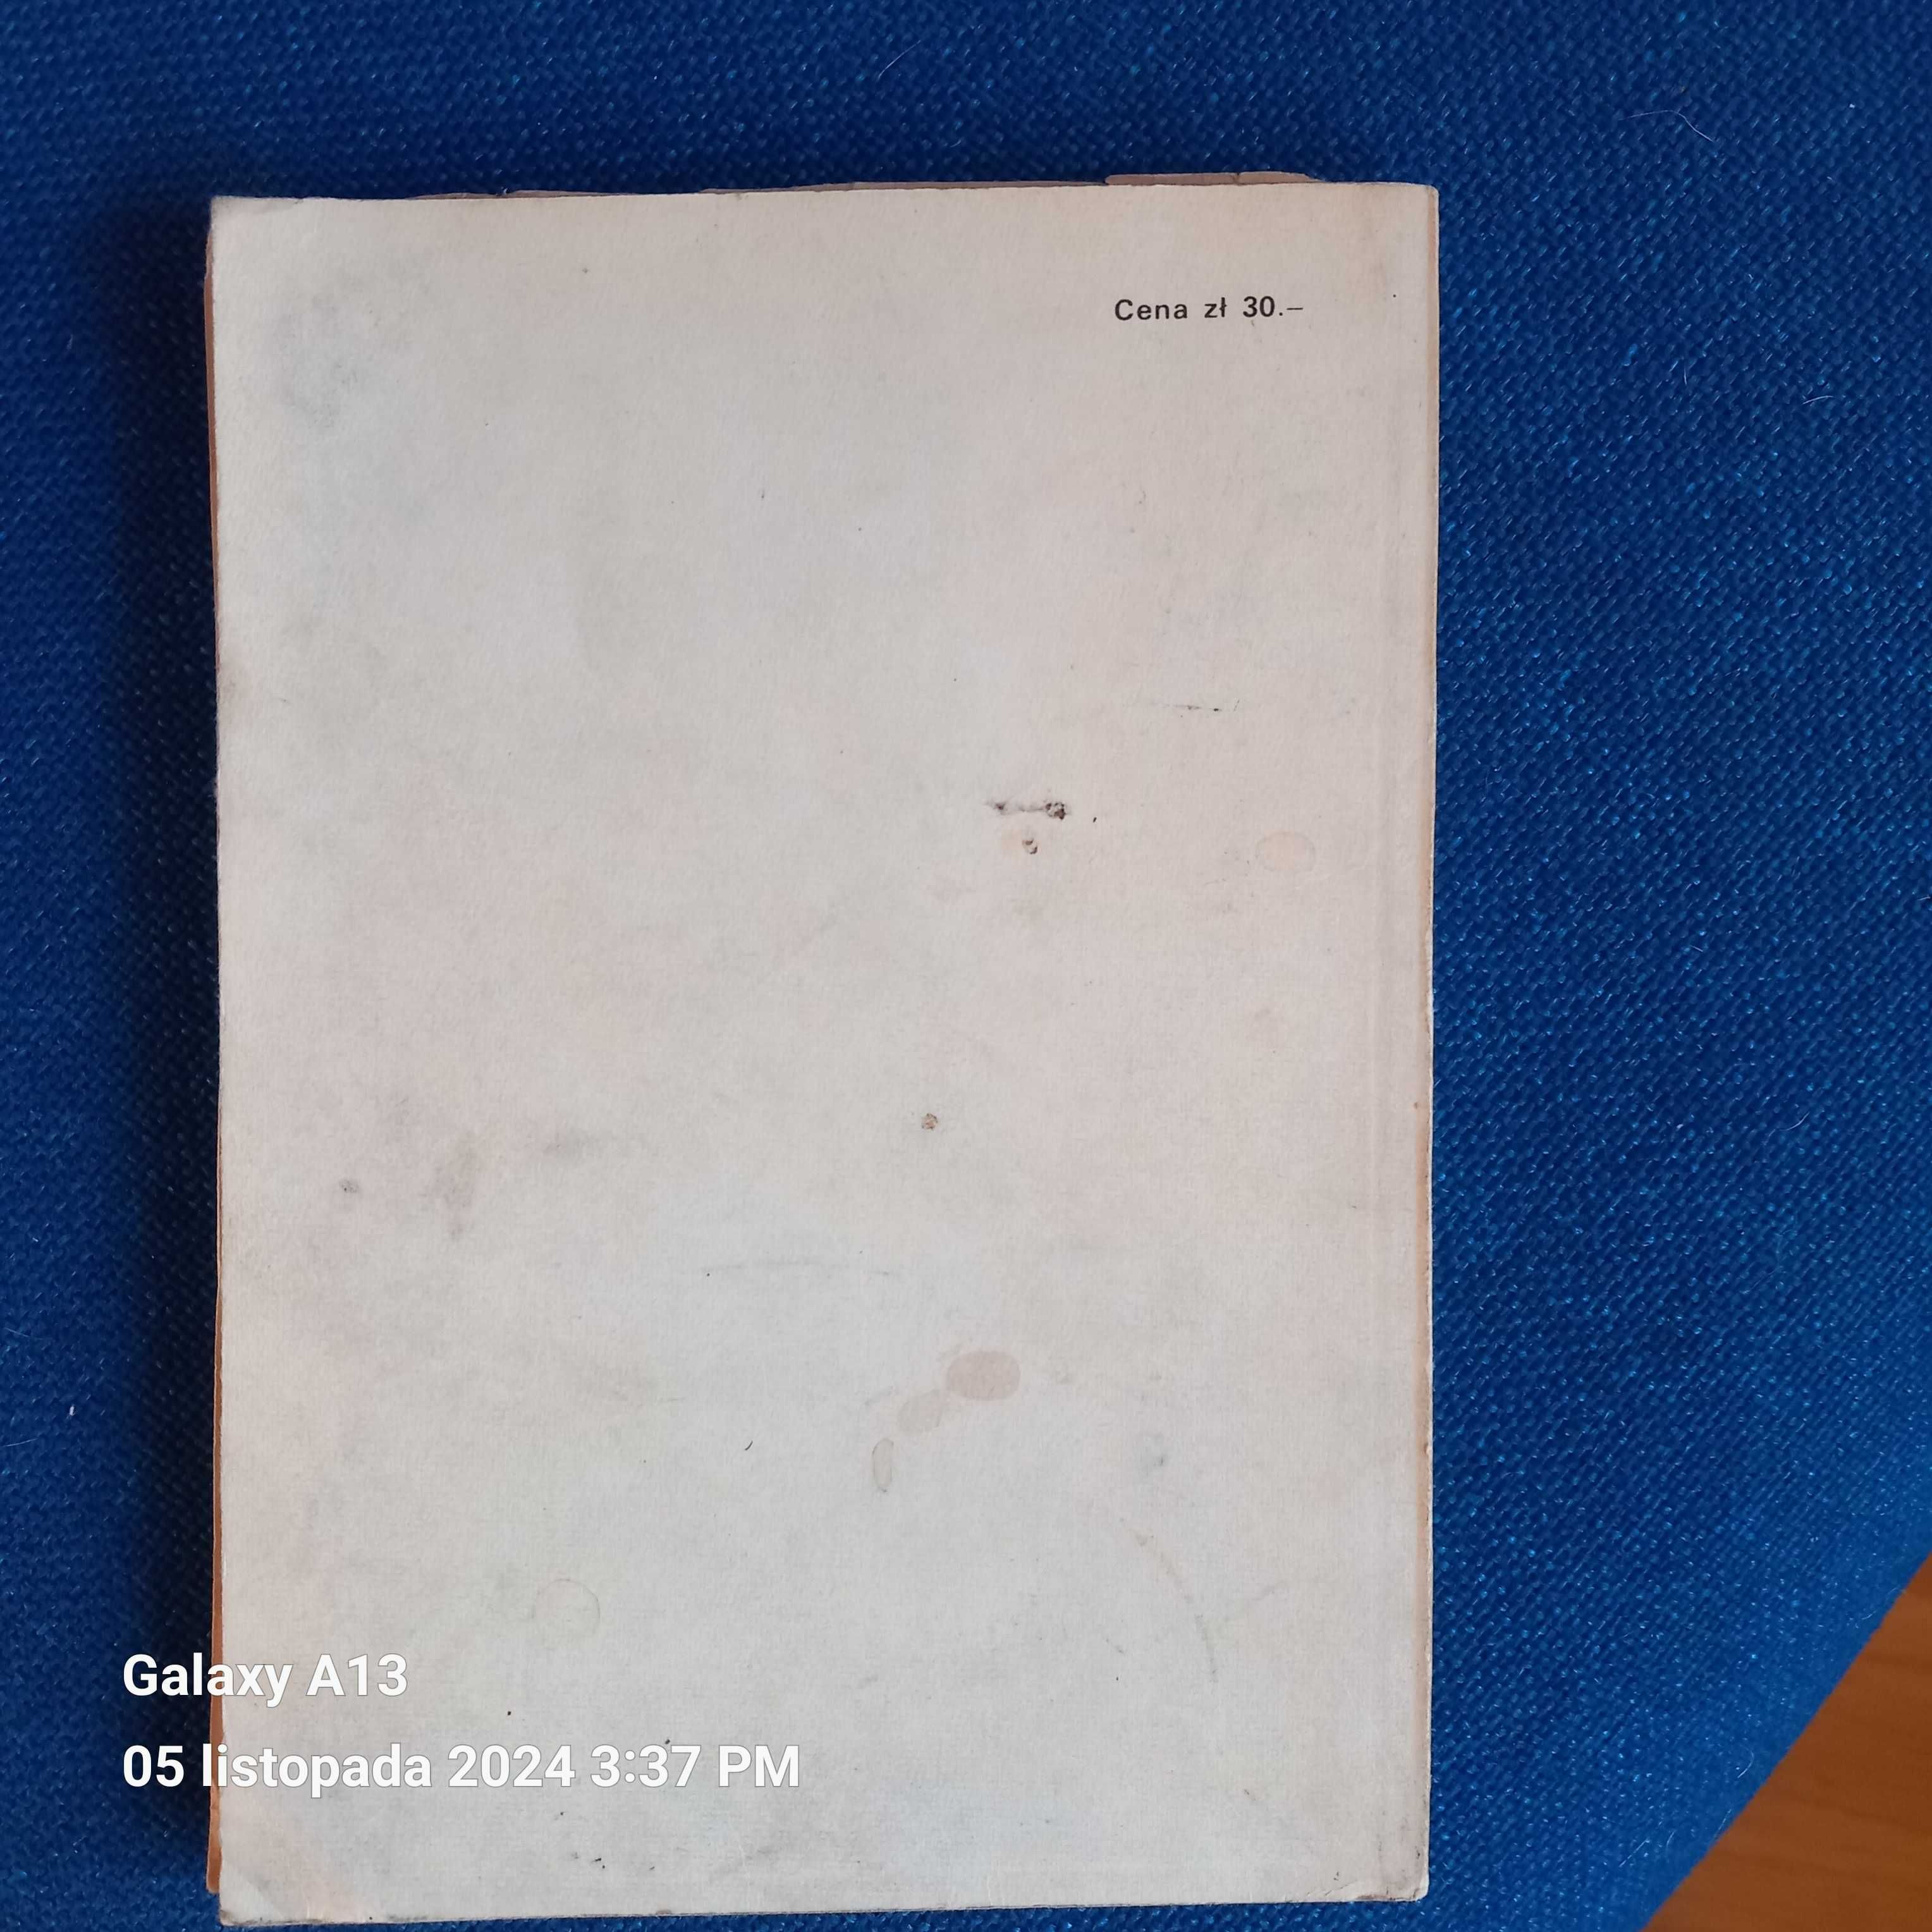 Cena zł 30.—
Galaxy A13
05 listopada 2024 3:37 PM